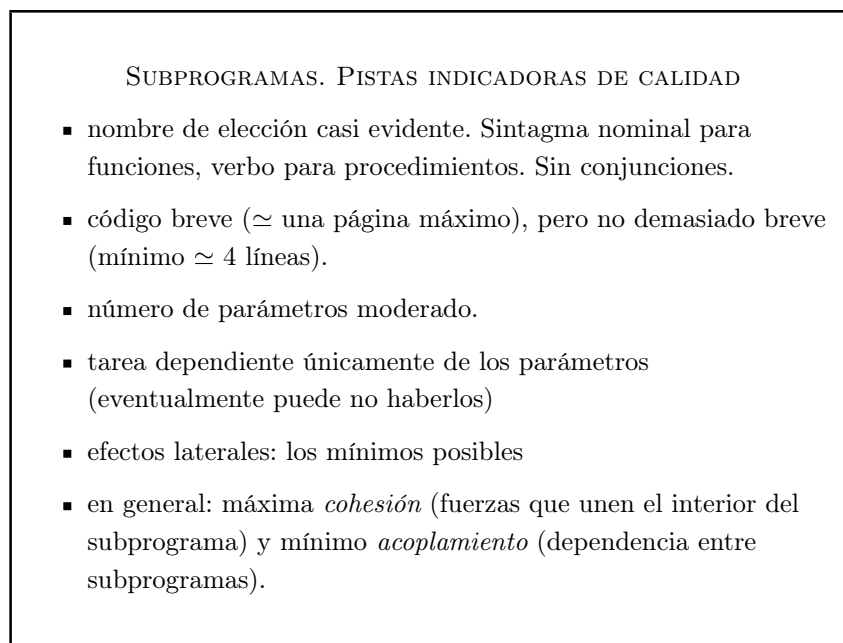 SUBPROGRAMAS. PISTAS INDICADORAS DE CALIDAD
▪ nombre de elección casi evidente. Sintagma nominal para
funciones, verbo para procedimientos. Sin conjunciones.
▪ código breve (≃ una página máximo), pero no demasiado breve
(mínimo ≃ 4 líneas).
▪ número de parámetros moderado.
▪ tarea dependiente únicamente de los parámetros
(eventualmente puede no haberlos)
▪ efectos laterales: los mínimos posibles
▪ en general: máxima cohesión (fuerzas que unen el interior del
subprograma) y mínimo acoplamiento (dependencia entre
subprogramas).